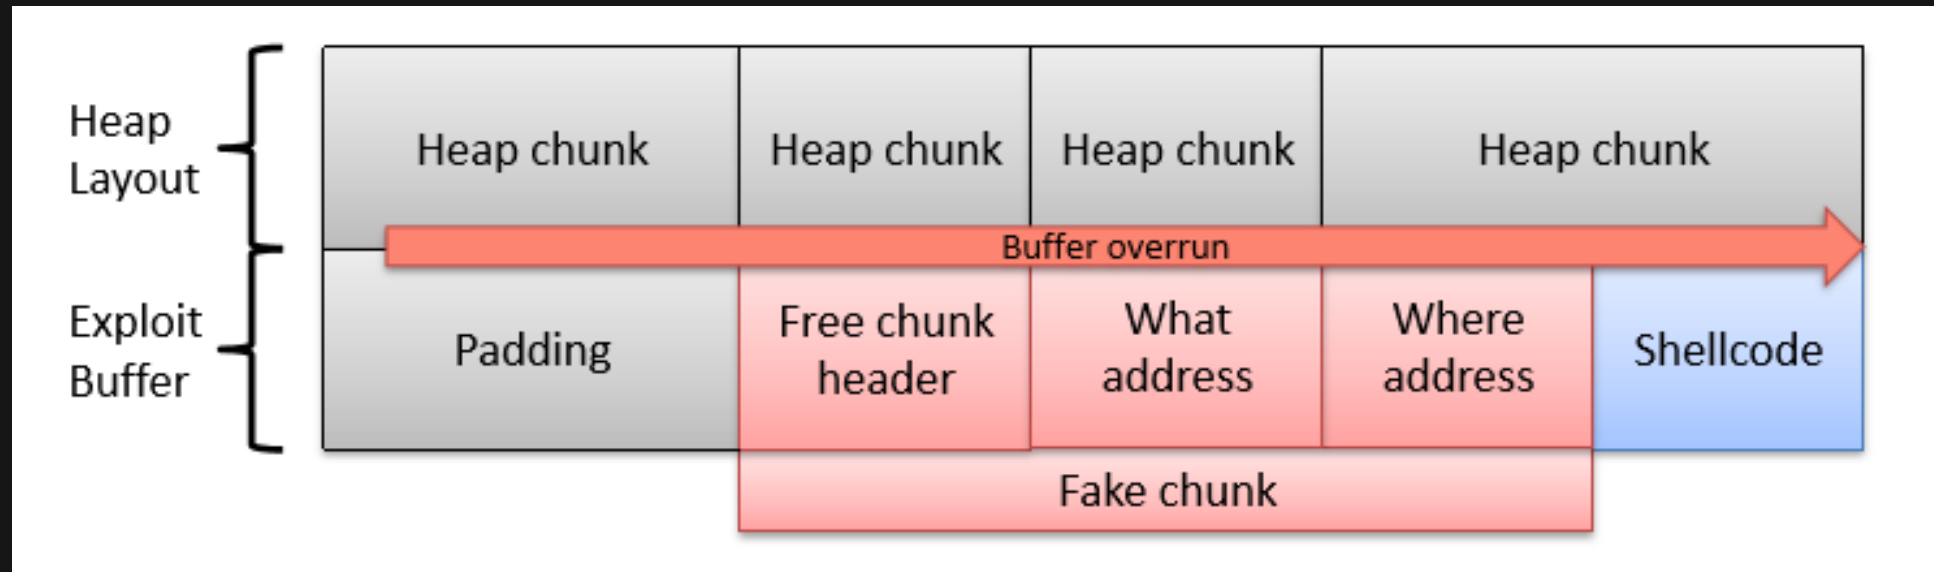 Heap
Layout
Heap chunk
Heap chunk
Heap chunk
Heap chunk
Buffer overrun
Exploit
Buffer
Padding
Free chunk
header
What
address
Where
address
Shellcode
Fake chunk